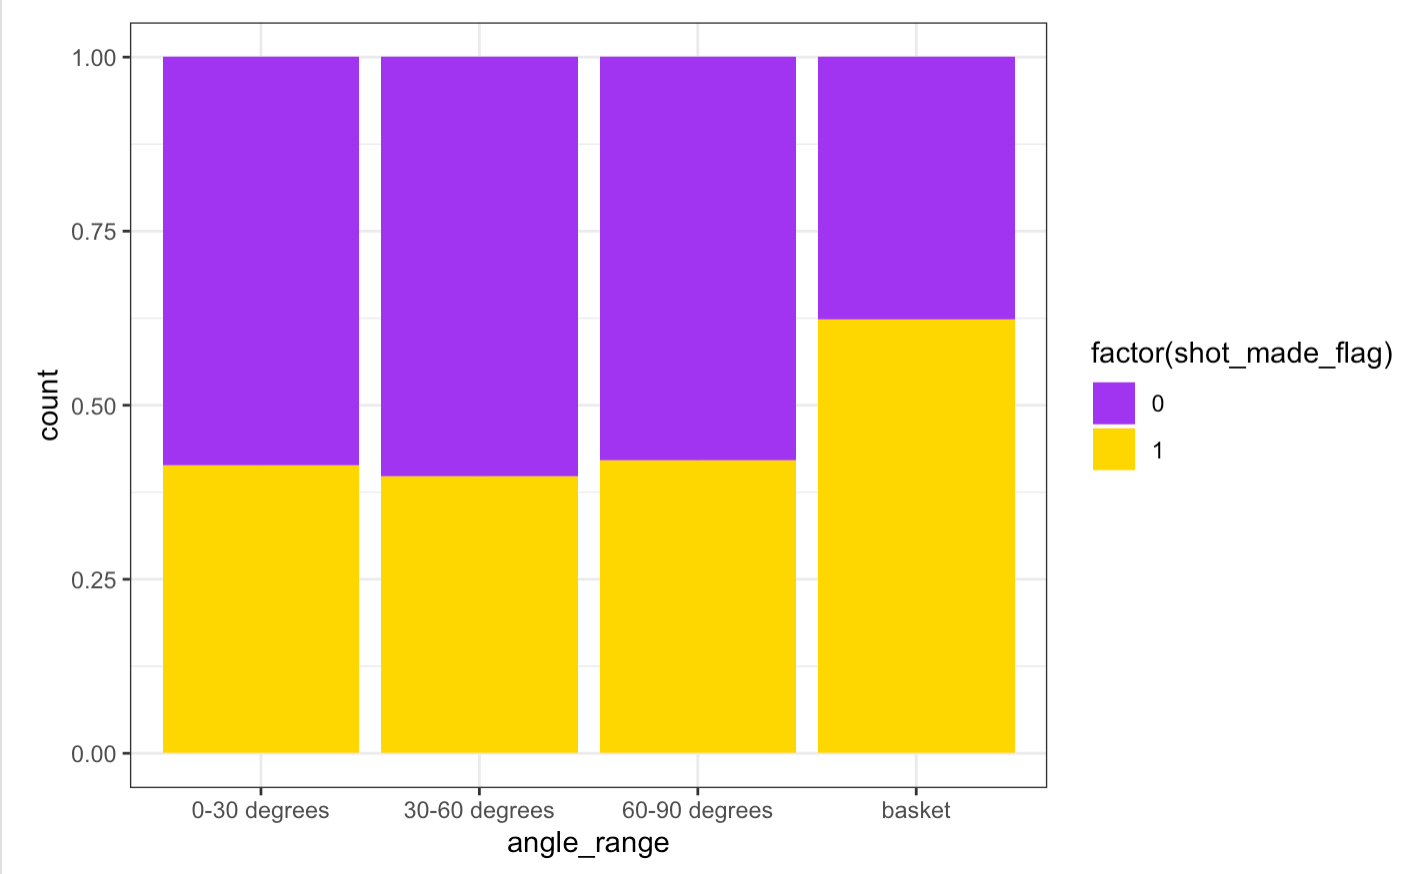 1.00
0.75
0.50
0.25
0.00
count
0-30 degrees
30-60 degrees
60-90 degrees
basket
angle_range
factor(shot_made_flag)
0
1